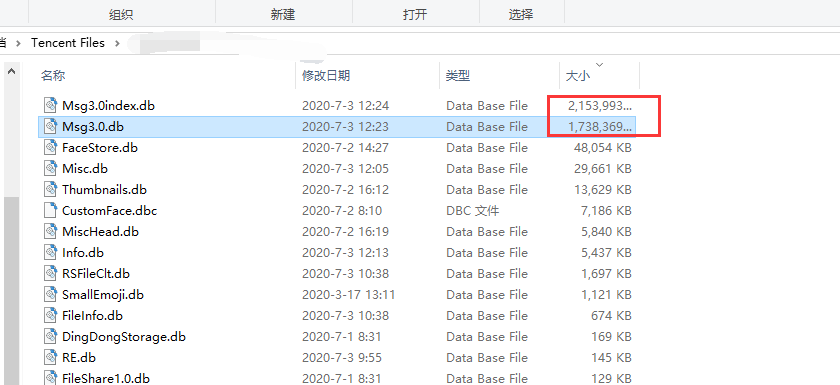 组织 新建 打开 选择
档 › Tencent Files ›
名称 修改日期 类型 大小
Msg3.0index.db 2020-7-3 12:24 Data Base File 2,153,993...
Msg3.0.db 2020-7-3 12:23 Data Base File 1,738,369...
FaceStore.db 2020-7-2 14:27 Data Base File 48,054 KB
Misc.db 2020-7-3 12:05 Data Base File 29,661 KB
Thumbnails.db 2020-7-2 16:12 Data Base File 13,629 KB
CustomFace.dbc 2020-7-2 8:10 DBC 文件 7,186 KB
MiscHead.db 2020-7-2 16:19 Data Base File 5,840 KB
Info.db 2020-7-3 12:13 Data Base File 5,437 KB
RSFileClt.db 2020-7-3 10:38 Data Base File 1,697 KB
SmallEmoji.db 2020-3-17 13:11 Data Base File 1,121 KB
FileInfo.db 2020-7-3 10:38 Data Base File 674 KB
DingDongStorage.db 2020-7-1 8:31 Data Base File 169 KB
RE.db 2020-7-3 9:55 Data Base File 145 KB
FileShare1.0.db 2020-7-1 8:31 Data Base File 129 KB